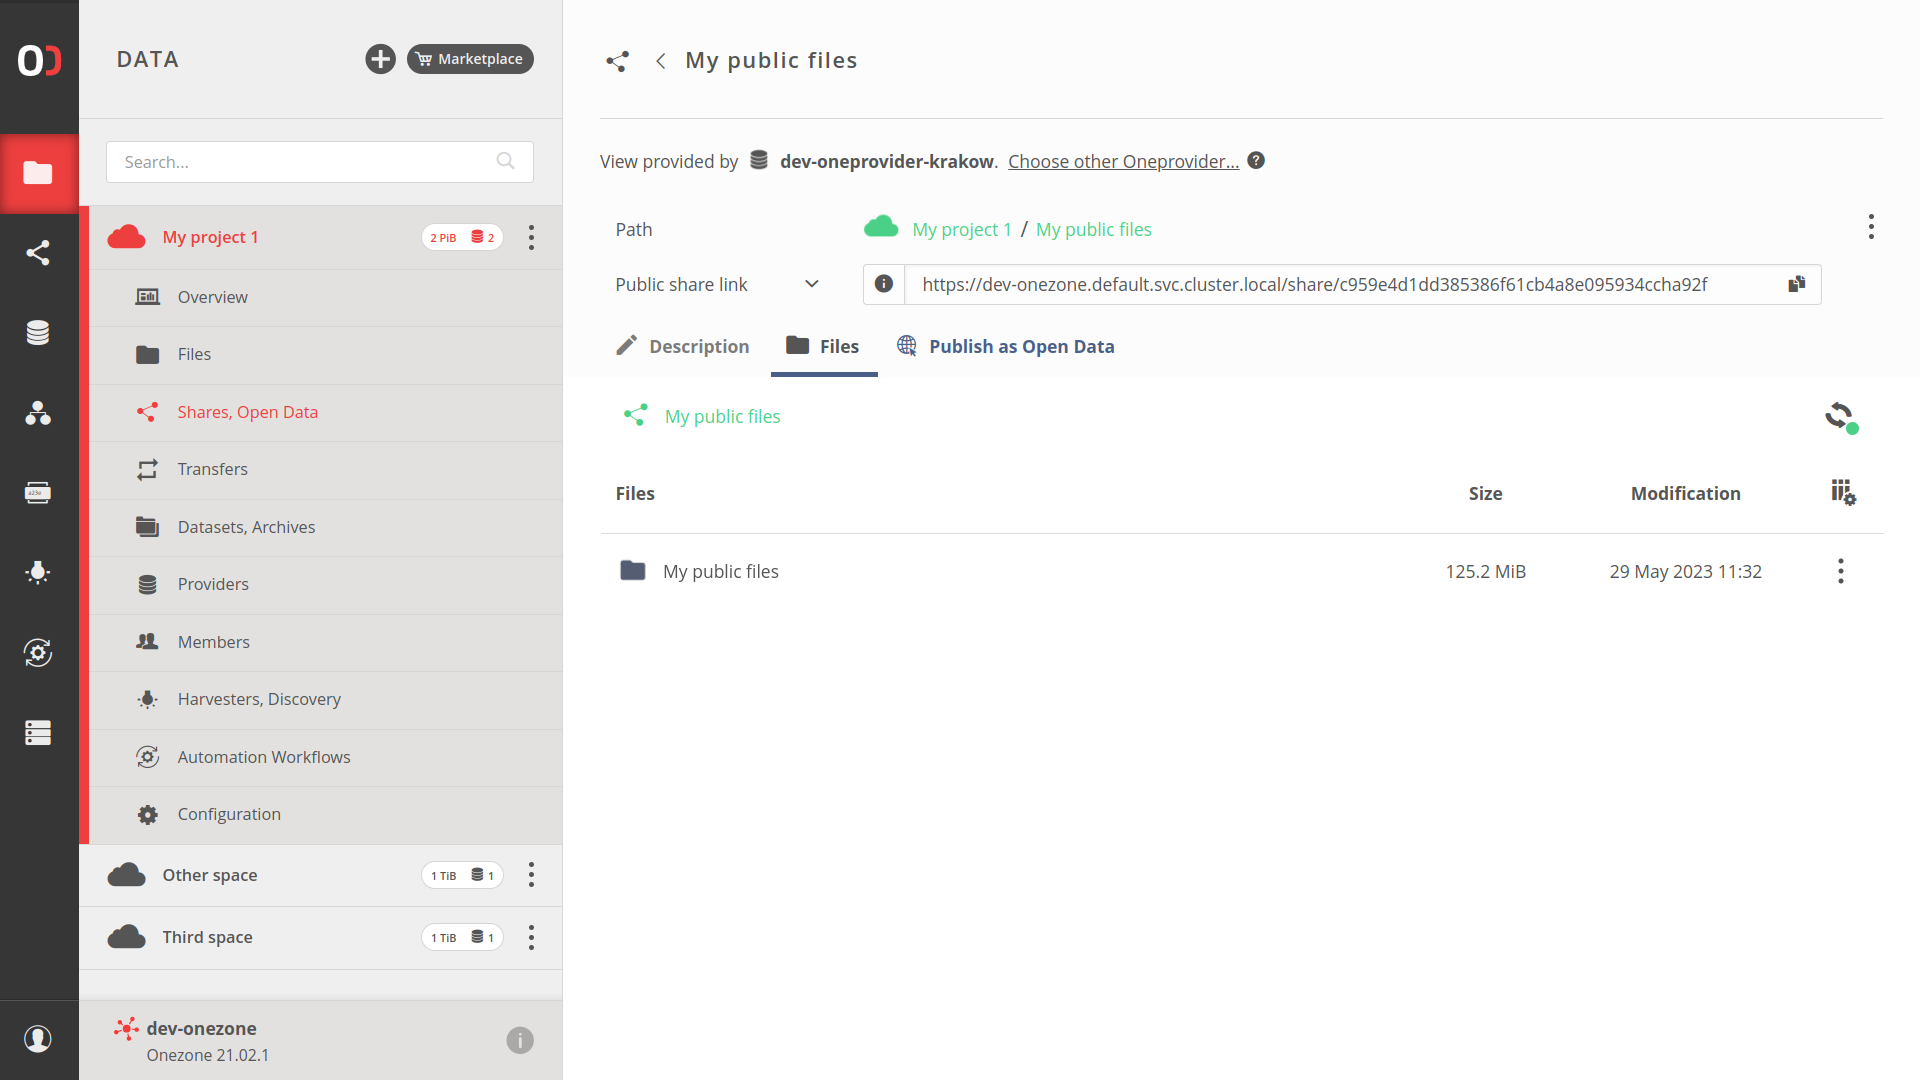 DATA
Marketplace
Search...
My project 1
2 PiB 2
Overview
Files
Shares, Open Data
Transfers
Datasets, Archives
Providers
Members
Harvesters, Discovery
Automation Workflows
Configuration
Other space
1 TiB 1
Third space
1 TiB 1
dev-onezone
Onezone 21.02.1
My public files
View provided by dev-oneprovider-krakow. Choose other Oneprovider...
Path
My project 1 / My public files
Public share link
https://dev-onezone.default.svc.cluster.local/share/c959e4d1dd385386f61cb4a8e095934ccha92f
Description
Files
Publish as Open Data
My public files
Files Size Modification
My public files 125.2 MiB 29 May 2023 11:32